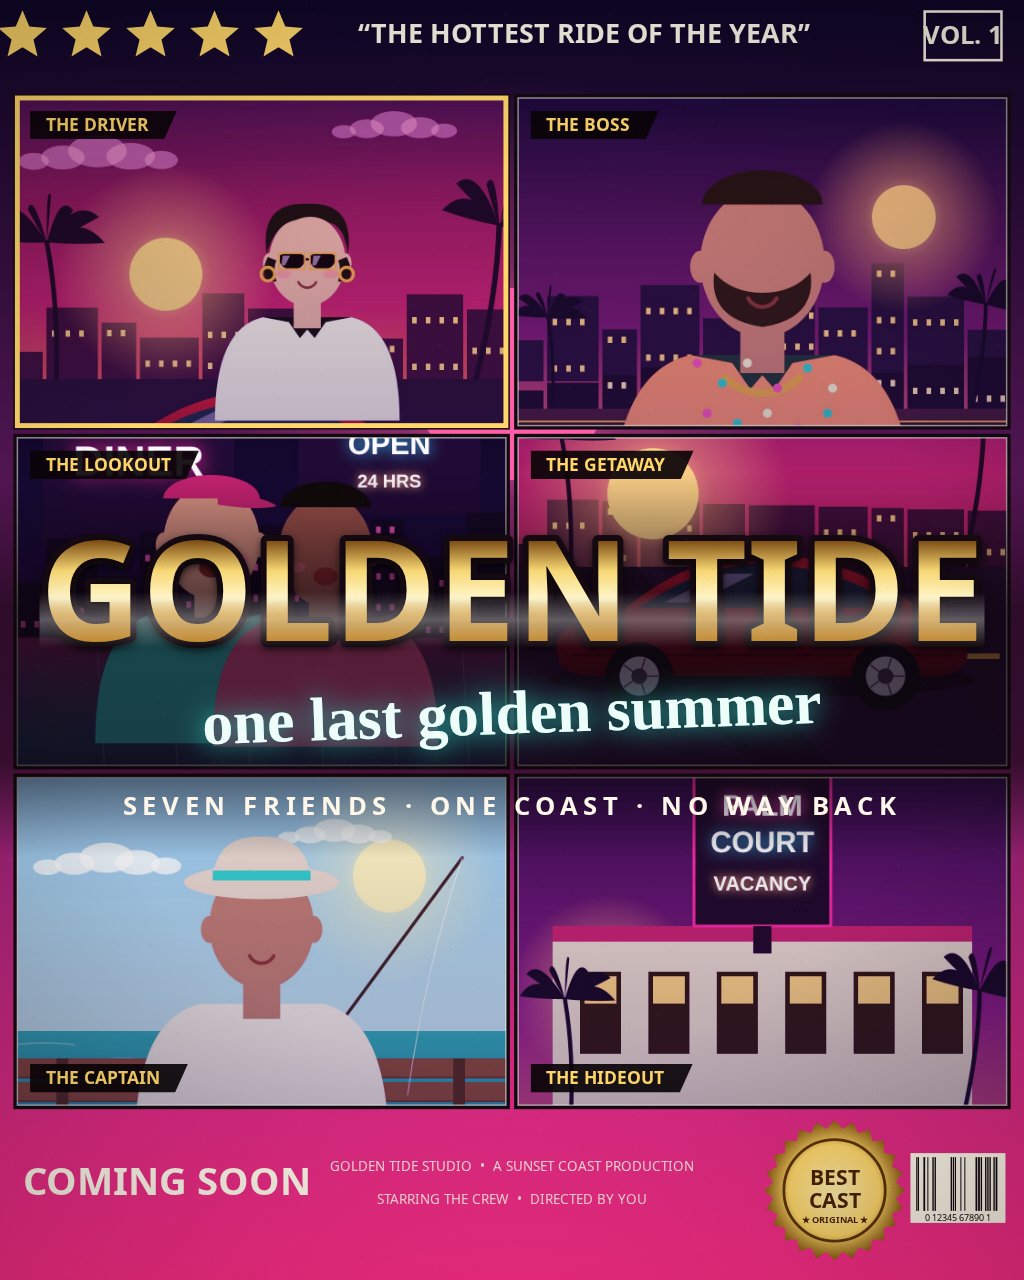 “THE HOTTEST RIDE OF THE YEAR”
VOL. 1
THE DRIVER
THE BOSS
DINER
OPEN
24 HRS
THE LOOKOUT
THE GETAWAY
GOLDEN TIDE
one last golden summer
SEVEN FRIENDS · ONE COAST · NO WAY BACK
PALM
COURT
VACANCY
THE CAPTAIN
THE HIDEOUT
COMING SOON
GOLDEN TIDE STUDIO • A SUNSET COAST PRODUCTION
STARRING THE CREW • DIRECTED BY YOU
BEST
CAST
★ ORIGINAL ★
0 12345 67890 1